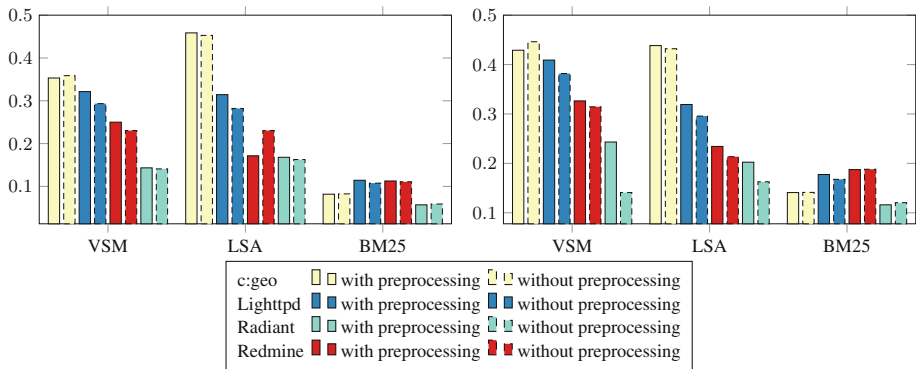 0.5
0.4
0.3
0.2
0.1
VSM LSA BM25
0.5
0.4
0.3
0.2
0.1
VSM LSA BM25
c:geo with preprocessing without preprocessing
Lighttpd with preprocessing without preprocessing
Radiant with preprocessing without preprocessing
Redmine with preprocessing without preprocessing